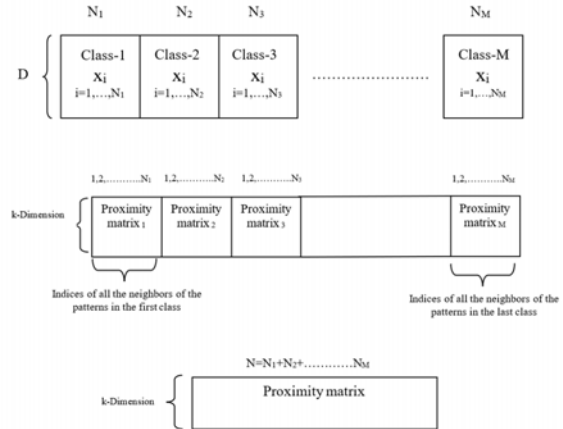 N1 N2 N3 NM
D
Class-1 Class-2 Class-3 Class-M
Xi Xi Xi .............................. Xi
i=1,...,N1 i=1,...,N2 i=1,...,N3 i=1,...,NM
1,2,...........N1 1,2,...........N2 1,2,...........N3 1,2,...........NM
k-Dimension
Proximity Proximity Proximity Proximity
matrix 1 matrix 2 matrix 3 matrix M
Indices of all the neighbors of the
patterns in the first class
Indices of all the neighbors of the
patterns in the last class
N=N1+N2+..............NM
k-Dimension
Proximity matrix